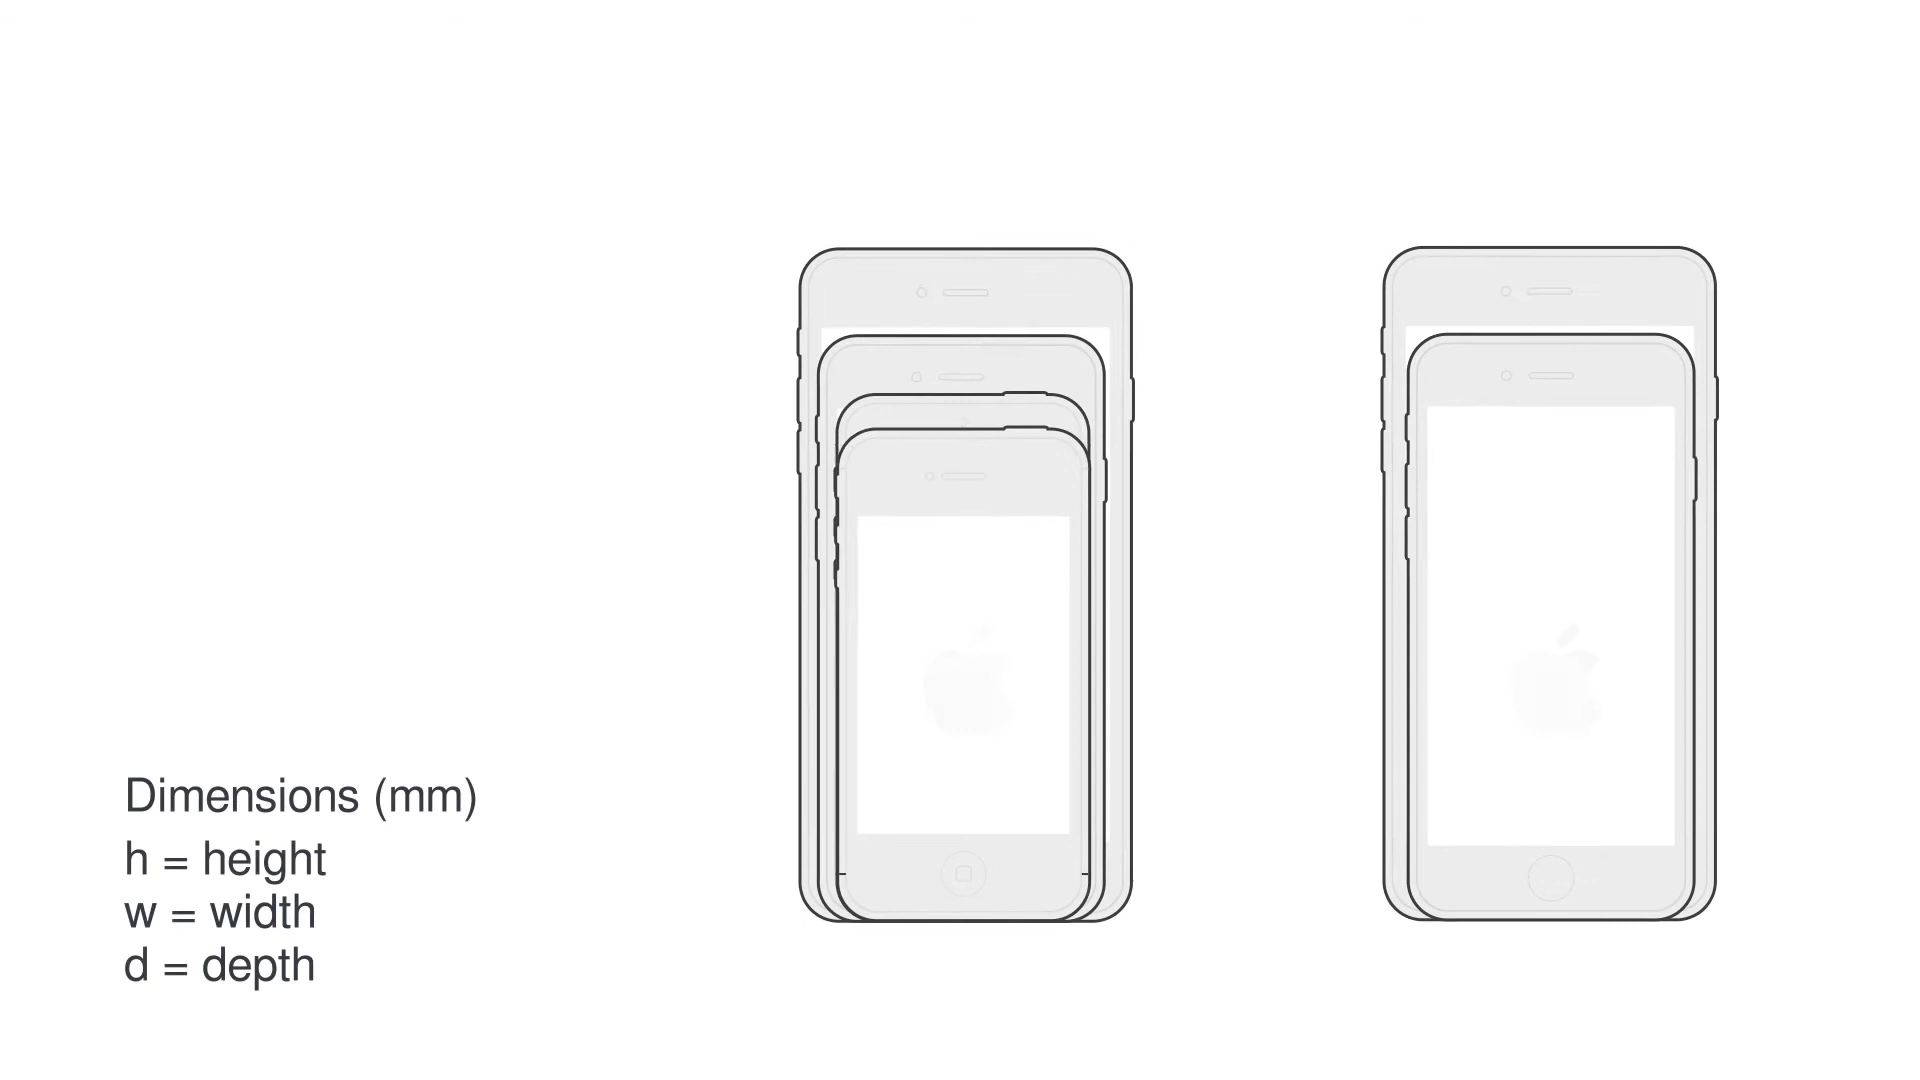 Dimensions (mm)
h = height
w = width
d = depth